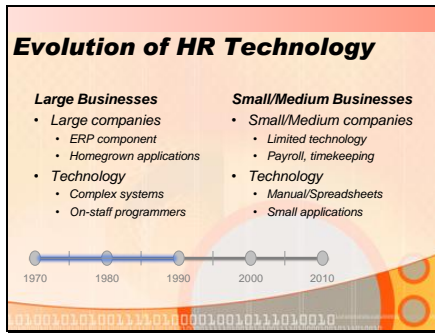 Evolution of HR Technology
Large Businesses
• Large companies
• ERP component
• Homegrown applications
• Technology
• Complex systems
• On-staff programmers
Small/Medium Businesses
• Small/Medium companies
• Limited technology
• Payroll, timekeeping
• Technology
• Manual/Spreadsheets
• Small applications
1970 1980 1990 2000 2010